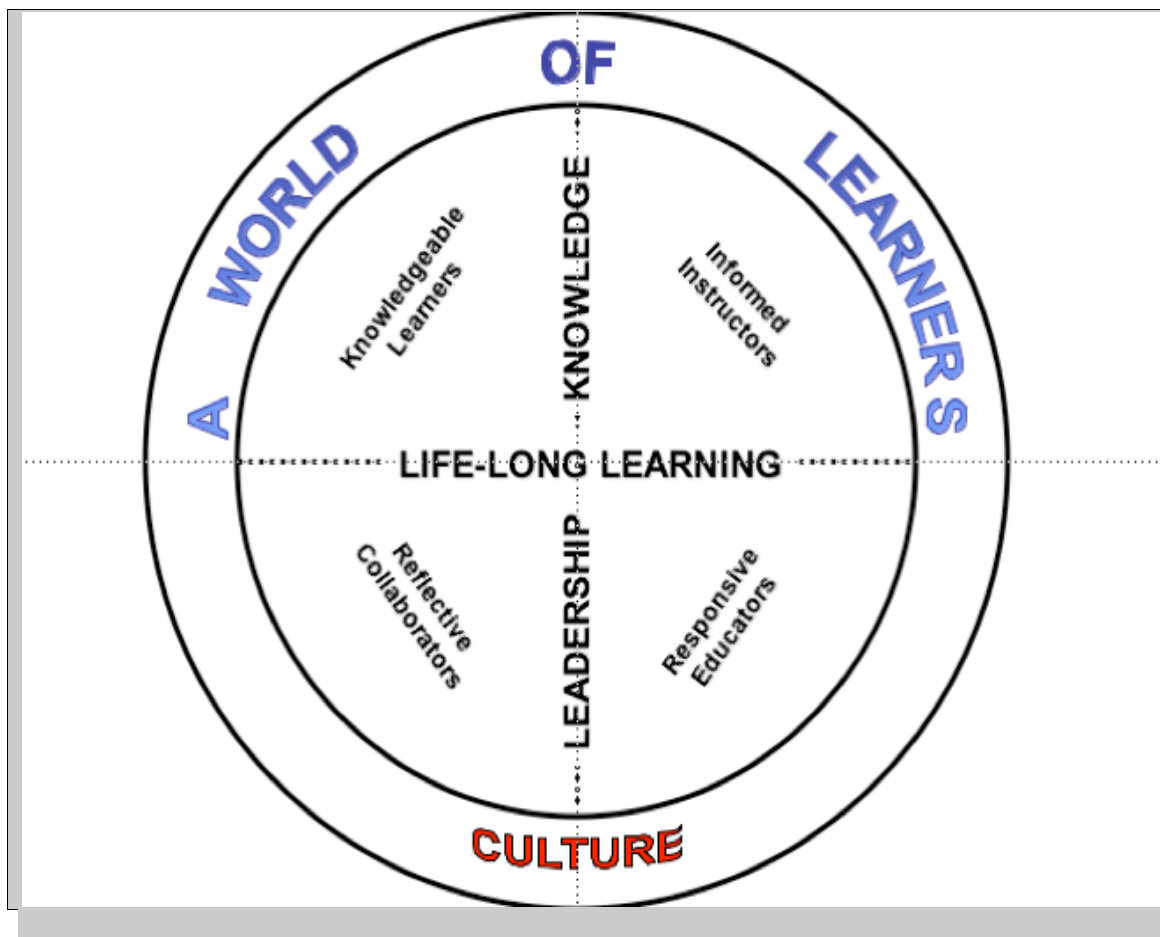 A WORLD OF LEARNERS
KNOWLEDGE
Knowledgeable
Learners
Informed
Instructors
LIFE-LONG LEARNING
LEADERSHIP
Reflective
Collaborators
Responsive
Educators
CULTURE